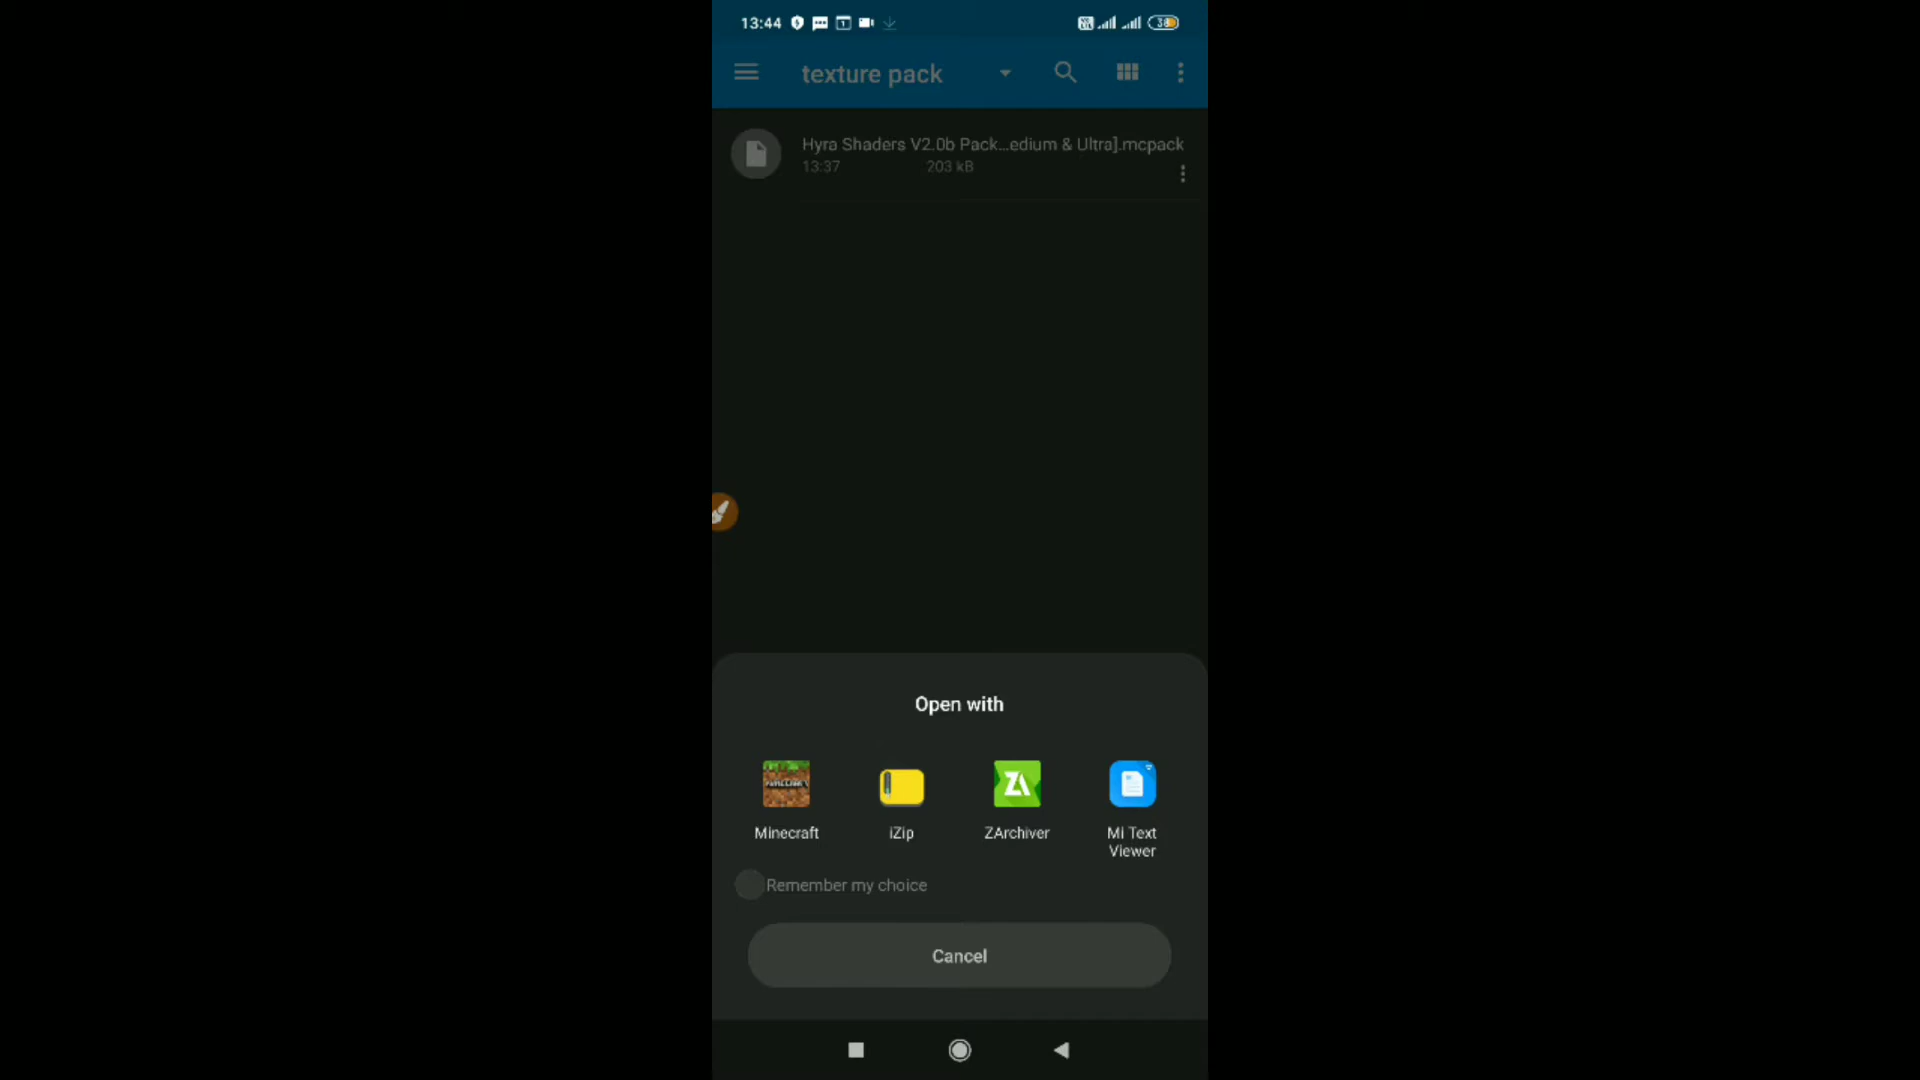 13:44
texture pack
Hyra Shaders V2.0b Pack...edium & Ultra].mcpack
13:37 203 kB
Open with
Minecraft iZip ZArchiver Mi Text Viewer
Remember my choice
Cancel